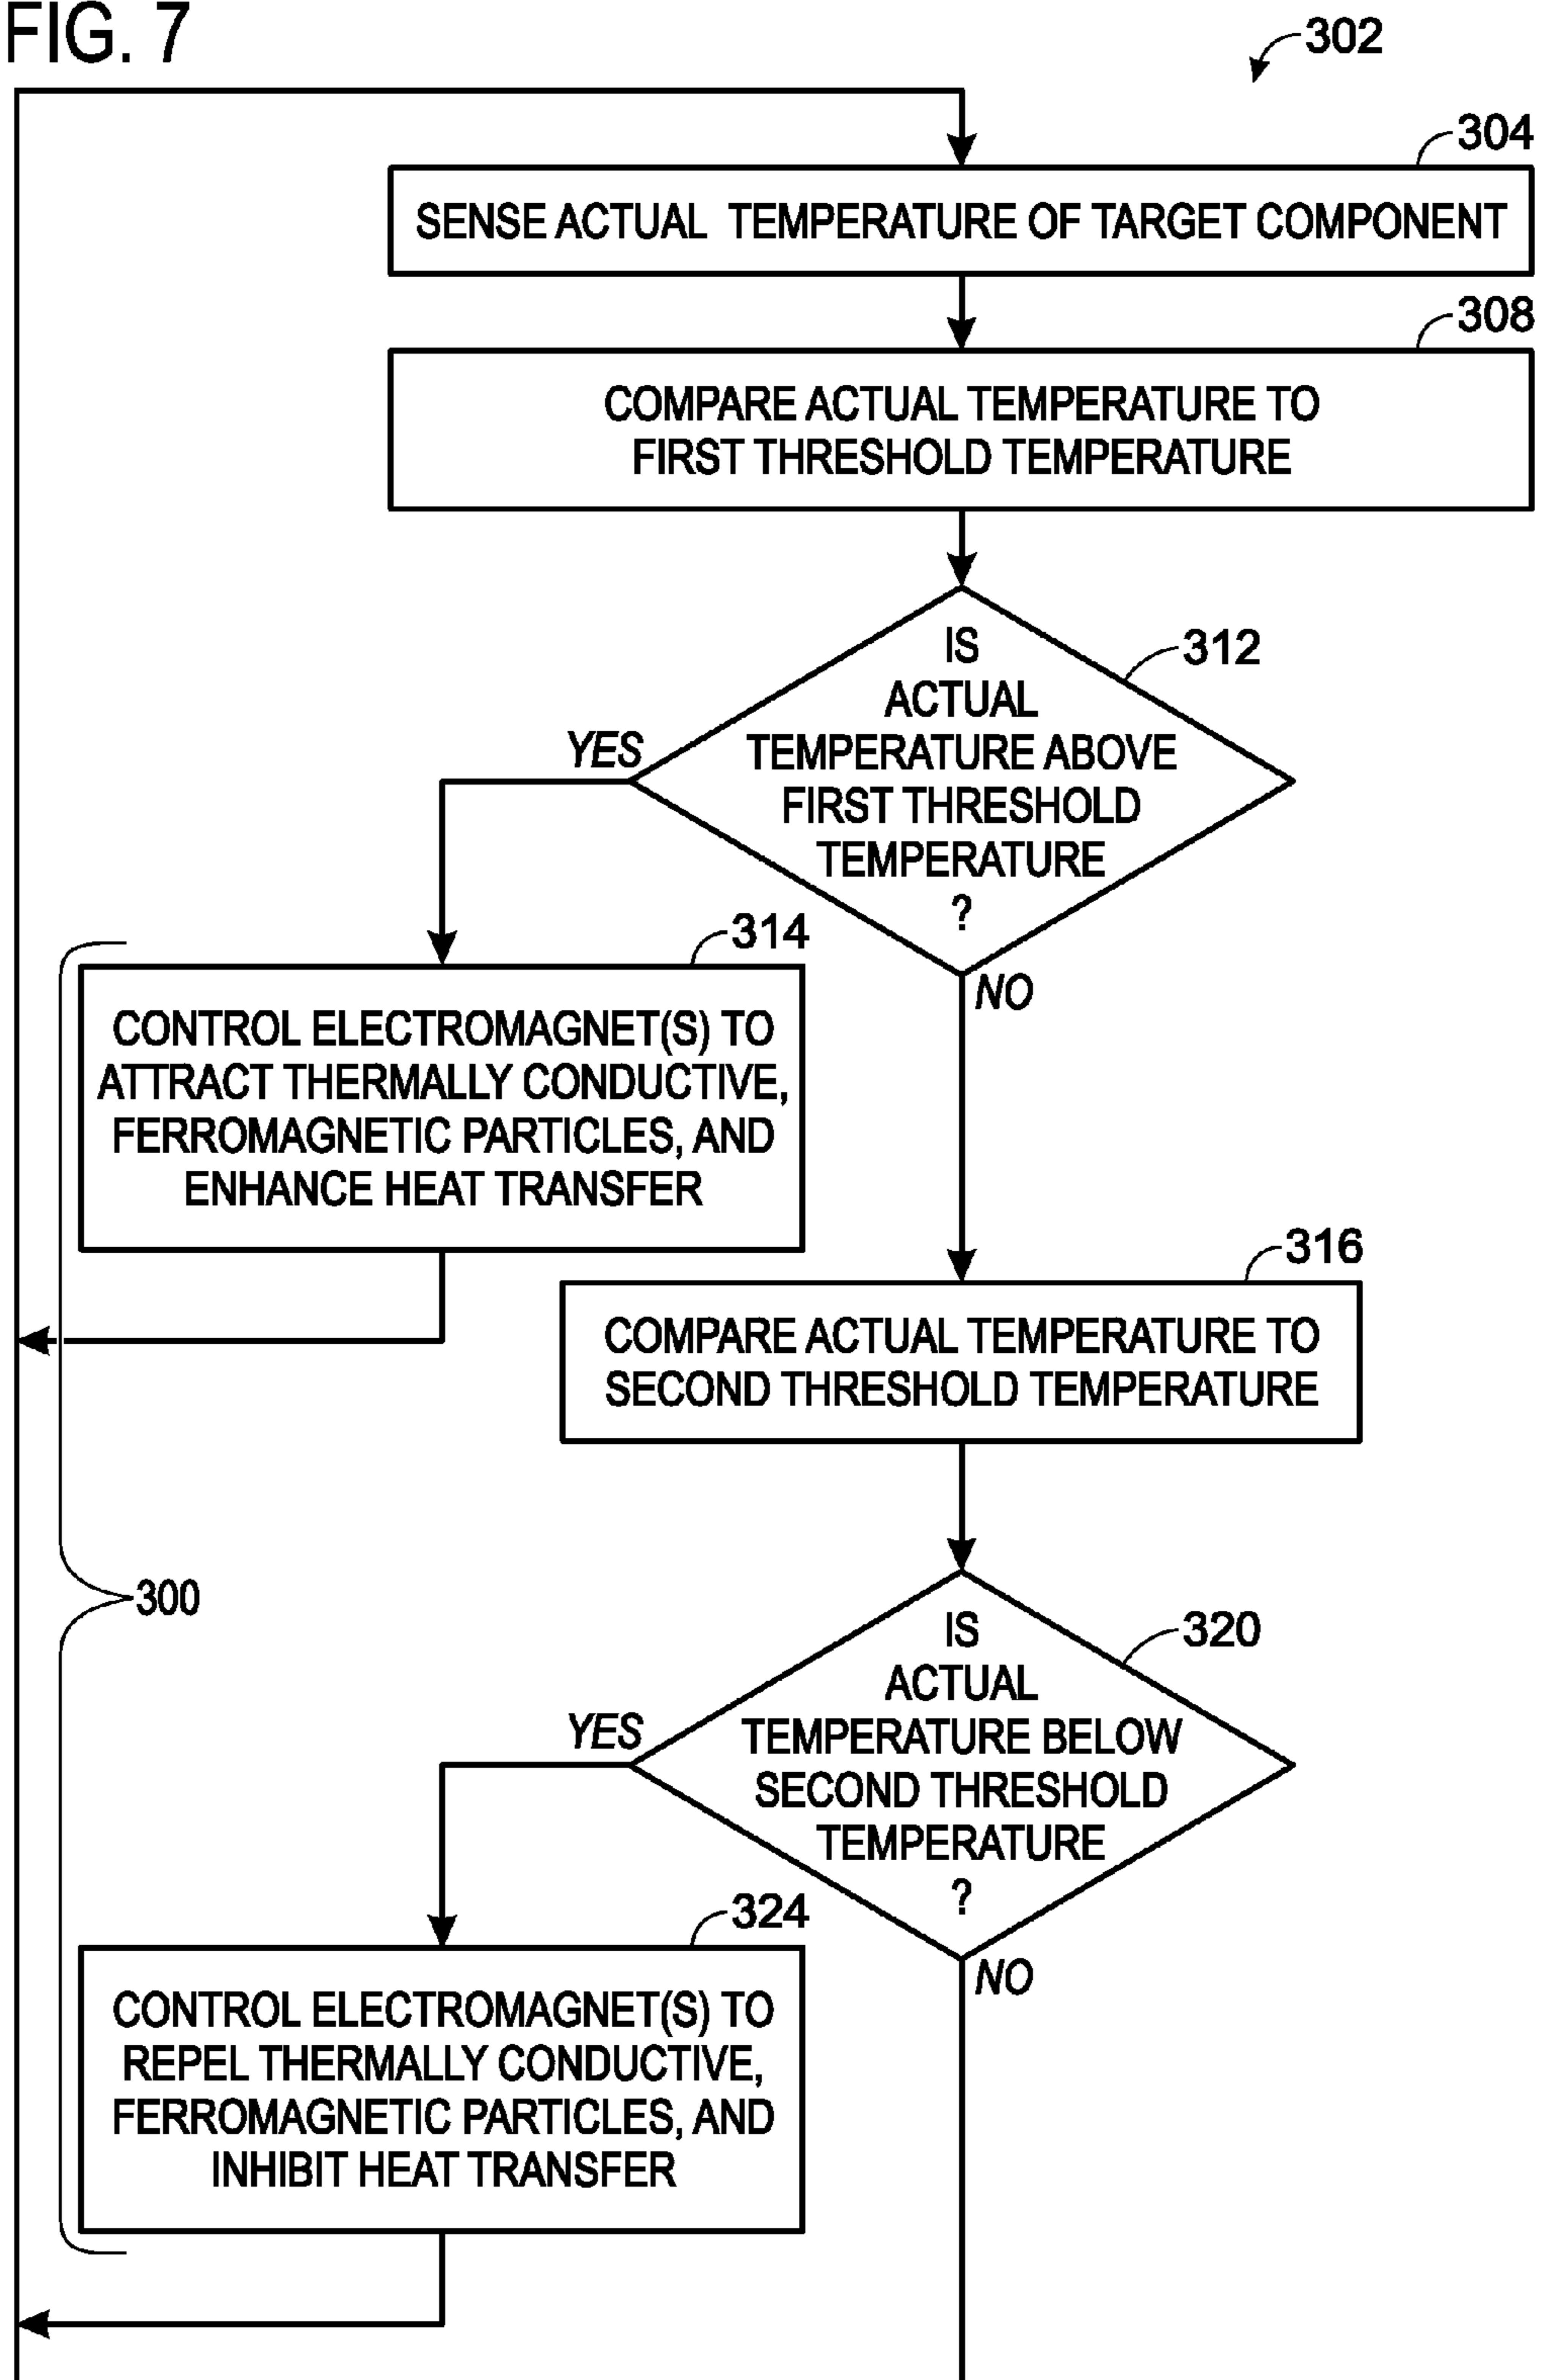 FIG. 7
302
304
SENSE ACTUAL TEMPERATURE OF TARGET COMPONENT
308
COMPARE ACTUAL TEMPERATURE TO
FIRST THRESHOLD TEMPERATURE
312
IS
ACTUAL
TEMPERATURE ABOVE
FIRST THRESHOLD
TEMPERATURE
?
YES
NO
314
CONTROL ELECTROMAGNET(S) TO
ATTRACT THERMALLY CONDUCTIVE,
FERROMAGNETIC PARTICLES, AND
ENHANCE HEAT TRANSFER
316
COMPARE ACTUAL TEMPERATURE TO
SECOND THRESHOLD TEMPERATURE
300
320
IS
ACTUAL
TEMPERATURE BELOW
SECOND THRESHOLD
TEMPERATURE
?
YES
NO
324
CONTROL ELECTROMAGNET(S) TO
REPEL THERMALLY CONDUCTIVE,
FERROMAGNETIC PARTICLES, AND
INHIBIT HEAT TRANSFER